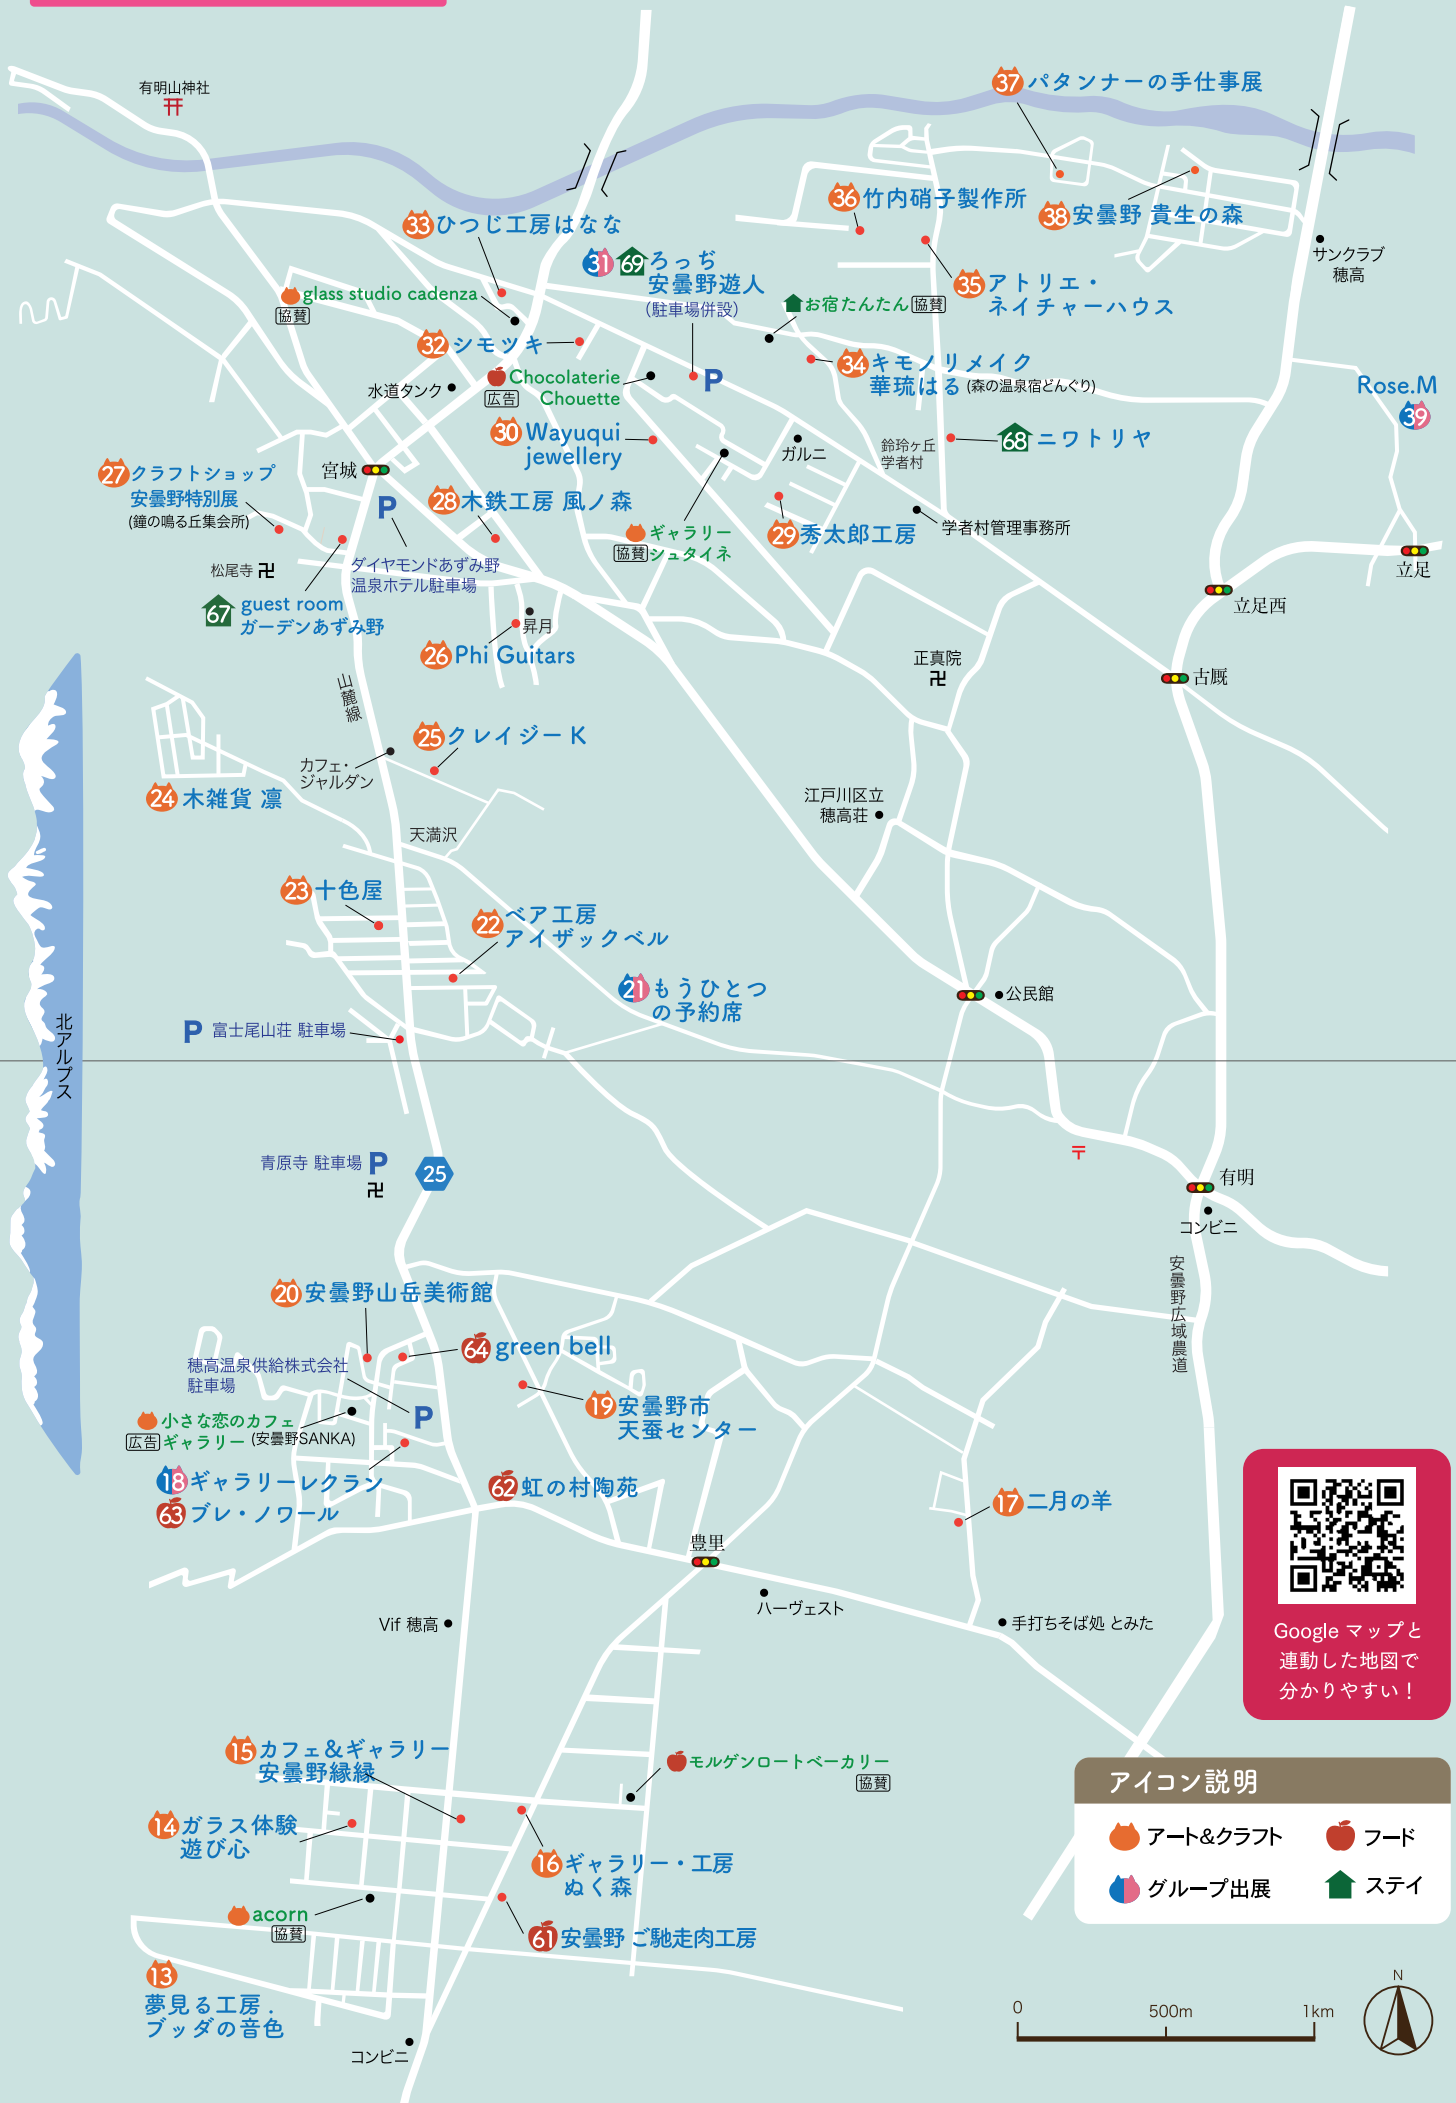 有明山神社
37 パタンナーの手仕事展
36 竹内硝子製作所
38 安曇野 貴生の森
33 ひつじ工房はなな
サンクラブ
穂高
31 69 ろっぢ
安曇野遊人
(駐車場併設)
35 アトリエ・
ネイチャーハウス
glass studio cadenza
協賛
お宿たんたん 協賛
32 シモツキ
34 キモノリメイク
華琉はる (森の温泉宿どんぐり)
Chocolaterie
広告 Chouette
P
水道タンク
Rose.M
39
30 Wayuqui
jewellery
ガルニ
鈴玲ヶ丘
学者村
68 ニワトリヤ
宮城
27 クラフトショップ
安曇野特別展
(鐘の鳴る丘集会所)
P
28 木鉄工房 風ノ森
ギャラリー
協賛 シュタイネ
29 秀太郎工房
学者村管理事務所
松尾寺 卍
ダイヤモンドあずみ野
温泉ホテル駐車場
立足
67 guest room
ガーデンあずみ野
立足西
昇月
26 Phi Guitars
正真院
卍
古厩
山麓線
25 クレイジー K
カフェ・
ジャルダン
24 木雑貨 凛
江戸川区立
穂高荘
天満沢
23 十色屋
22 ベア工房
アイザックベル
21 もうひとつ
の予約席
公民館
P 富士尾山荘 駐車場
北アルプス
〒
青原寺 駐車場 P
卍
25
有明
コンビニ
安曇野広域農道
20 安曇野山岳美術館
64 green bell
穂高温泉供給株式会社
駐車場
19 安曇野市
天蚕センター
P
小さな恋のカフェ
広告 ギャラリー (安曇野SANKA)
18 ギャラリーレクラン
63 ブレ・ノワール
62 虹の村陶苑
17 二月の羊
豊里
ハーヴェスト
Vif 穂高
手打ちそば処 とみた
Google マップと
連動した地図で
分かりやすい！
15 カフェ&ギャラリー
安曇野縁縁
モルゲンロートベーカリー
協賛
アイコン説明
アート&クラフト
フード
グループ出展
ステイ
14 ガラス体験
遊び心
16 ギャラリー・工房
ぬく森
acorn
協賛
61 安曇野 ご馳走肉工房
13
夢見る工房．
ブッダの音色
コンビニ
0 500m 1km
N